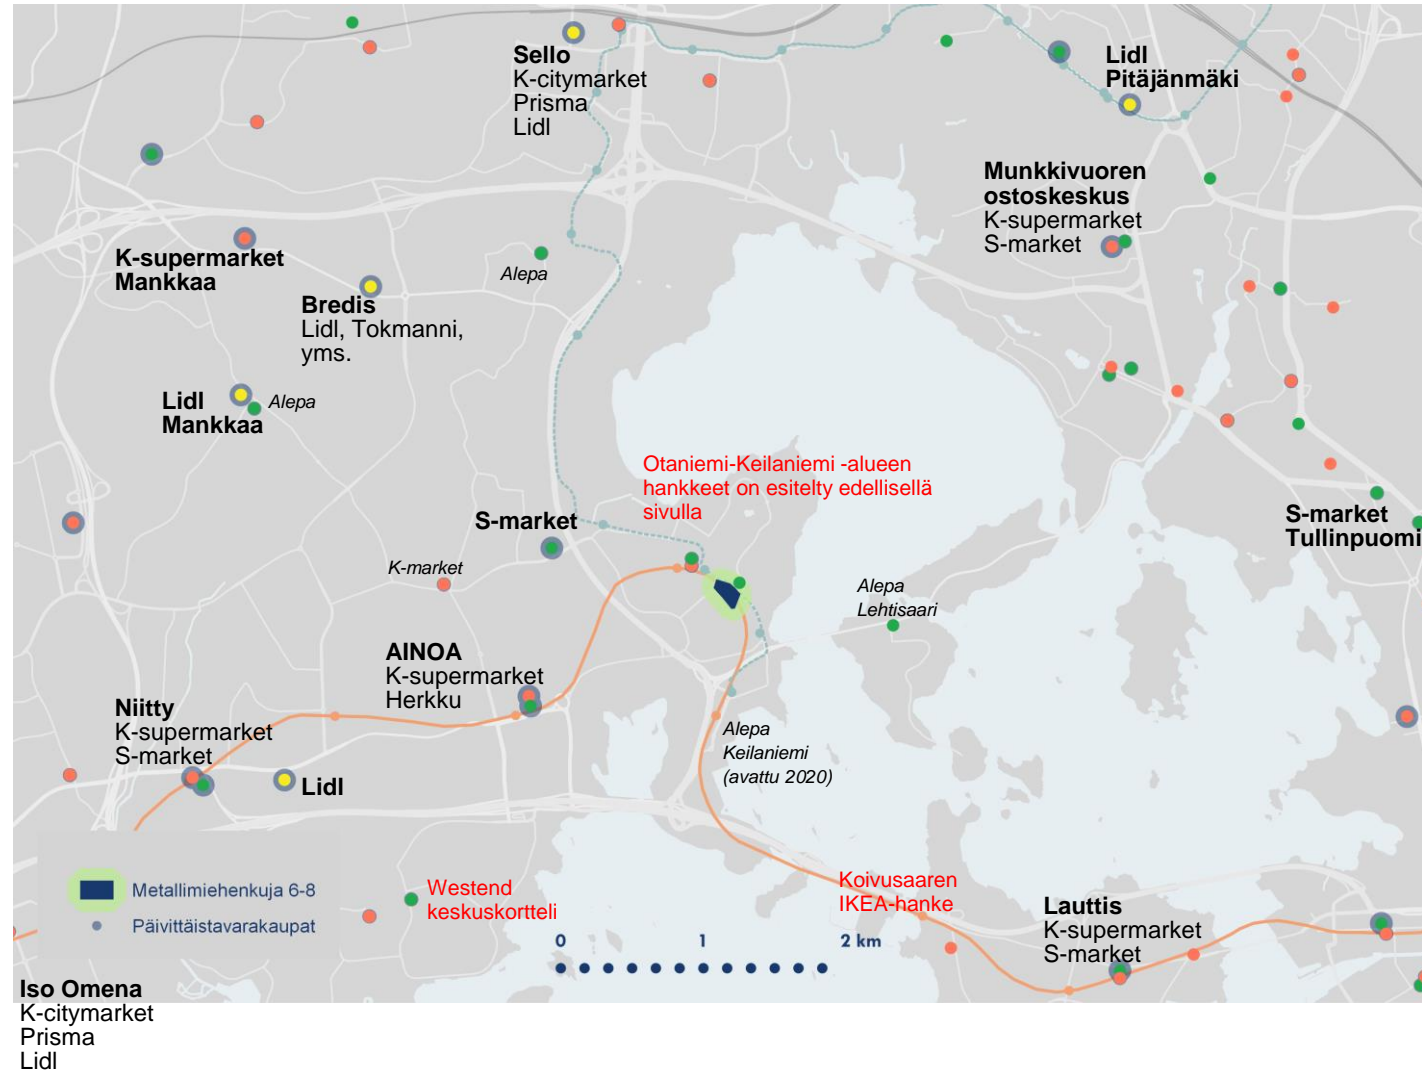 Sello
K-citymarket
Prisma
Lidl
Lidl
Pitäjänmäki
Munkkivuoren
ostoskeskus
K-supermarket
S-market
K-supermarket
Mankkaa
Alepa
Bredis
Lidl, Tokmanni,
yms.
Lidl
Mankkaa
Alepa
Otaniemi-Keilaniemi -alueen
hankkeet on esitelty edellisellä
sivulla
S-market
S-market
Tullinpuomi
K-market
Alepa
Lehtisaari
AINOA
K-supermarket
Herkku
Niitty
K-supermarket
S-market
Alepa
Keilaniemi
(avattu 2020)
Lidl
Metallimiehenkuja 6-8
Päivittäistavarakaupat
Westend
keskuskortteli
Koivusaaren
IKEA-hanke
Lauttis
K-supermarket
S-market
0 1 2 km
Iso Omena
K-citymarket
Prisma
Lidl